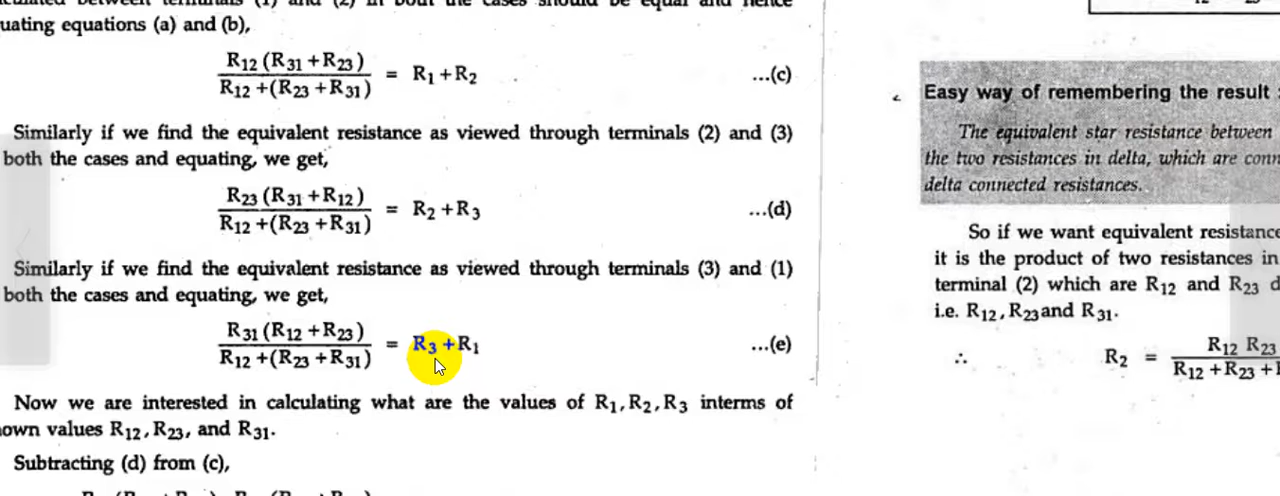 uating equations (a) and (b),
R12 (R31 +R23) / R12 +(R23 +R31) = R1 +R2 ...(c)
Similarly if we find the equivalent resistance as viewed through terminals (2) and (3)
both the cases and equating, we get,
R23 (R31 +R12) / R12 +(R23 +R31) = R2 +R3 ...(d)
Similarly if we find the equivalent resistance as viewed through terminals (3) and (1)
both the cases and equating, we get,
R31 (R12 +R23) / R12 +(R23 +R31) = R3 +R1 ...(e)
Now we are interested in calculating what are the values of R1, R2, R3 interms of
own values R12, R23, and R31.
Subtracting (d) from (c),
Easy way of remembering the result :
The equivalent star resistance between
the two resistances in delta, which are conn
delta connected resistances.
So if we want equivalent resistance
it is the product of two resistances in
terminal (2) which are R12 and R23 d
i.e. R12, R23 and R31.
∴ R2 = R12 R23 / R12 +R23 +